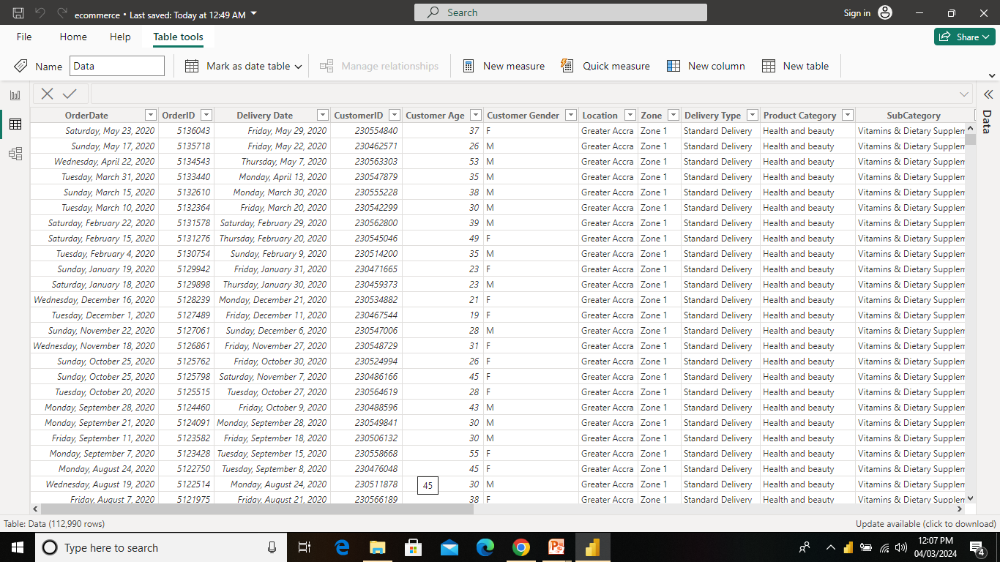 ecommerce • Last saved: Today at 12:49 AM
Search
Sign in
File Home Help Table tools
Share
Name Data Mark as date table Manage relationships New measure Quick measure New column New table
Data
OrderDate OrderID Delivery Date CustomerID Customer Age Customer Gender Location Zone Delivery Type Product Category SubCategory
Saturday, May 23, 2020 5136043 Friday, May 29, 2020 230554840 37 F Greater Accra Zone 1 Standard Delivery Health and beauty Vitamins & Dietary Supplem
Sunday, May 17, 2020 5135718 Friday, May 22, 2020 230462571 26 M Greater Accra Zone 1 Standard Delivery Health and beauty Vitamins & Dietary Supplem
Wednesday, April 22, 2020 5134543 Thursday, May 7, 2020 230563303 53 M Greater Accra Zone 1 Standard Delivery Health and beauty Vitamins & Dietary Supplem
Tuesday, March 31, 2020 5133440 Monday, April 13, 2020 230547879 35 M Greater Accra Zone 1 Standard Delivery Health and beauty Vitamins & Dietary Supplem
Sunday, March 15, 2020 5132610 Monday, March 30, 2020 230555228 38 M Greater Accra Zone 1 Standard Delivery Health and beauty Vitamins & Dietary Supplem
Tuesday, March 10, 2020 5132364 Friday, March 20, 2020 230542299 30 M Greater Accra Zone 1 Standard Delivery Health and beauty Vitamins & Dietary Supplem
Saturday, February 22, 2020 5131578 Saturday, February 29, 2020 230562800 39 M Greater Accra Zone 1 Standard Delivery Health and beauty Vitamins & Dietary Supplem
Saturday, February 15, 2020 5131276 Thursday, February 20, 2020 230545046 49 F Greater Accra Zone 1 Standard Delivery Health and beauty Vitamins & Dietary Supplem
Tuesday, February 4, 2020 5130754 Sunday, February 9, 2020 230514200 35 M Greater Accra Zone 1 Standard Delivery Health and beauty Vitamins & Dietary Supplem
Sunday, January 19, 2020 5129942 Friday, January 31, 2020 230471665 23 F Greater Accra Zone 1 Standard Delivery Health and beauty Vitamins & Dietary Supplem
Saturday, January 18, 2020 5129898 Thursday, January 30, 2020 230459373 23 M Greater Accra Zone 1 Standard Delivery Health and beauty Vitamins & Dietary Supplem
Wednesday, December 16, 2020 5128239 Monday, December 21, 2020 230534882 21 F Greater Accra Zone 1 Standard Delivery Health and beauty Vitamins & Dietary Supplem
Tuesday, December 1, 2020 5127489 Friday, December 11, 2020 230467544 19 F Greater Accra Zone 1 Standard Delivery Health and beauty Vitamins & Dietary Supplem
Sunday, November 22, 2020 5127061 Sunday, December 6, 2020 230547006 28 M Greater Accra Zone 1 Standard Delivery Health and beauty Vitamins & Dietary Supplem
Wednesday, November 18, 2020 5126861 Friday, November 27, 2020 230548729 31 F Greater Accra Zone 1 Standard Delivery Health and beauty Vitamins & Dietary Supplem
Sunday, October 25, 2020 5125762 Friday, October 30, 2020 230524994 26 F Greater Accra Zone 1 Standard Delivery Health and beauty Vitamins & Dietary Supplem
Sunday, October 25, 2020 5125798 Saturday, November 7, 2020 230486166 45 F Greater Accra Zone 1 Standard Delivery Health and beauty Vitamins & Dietary Supplem
Tuesday, October 20, 2020 5125515 Tuesday, October 27, 2020 230564619 28 F Greater Accra Zone 1 Standard Delivery Health and beauty Vitamins & Dietary Supplem
Monday, September 28, 2020 5124460 Friday, October 9, 2020 230488596 43 M Greater Accra Zone 1 Standard Delivery Health and beauty Vitamins & Dietary Supplem
Monday, September 21, 2020 5124091 Monday, September 28, 2020 230549841 30 M Greater Accra Zone 1 Standard Delivery Health and beauty Vitamins & Dietary Supplem
Friday, September 11, 2020 5123582 Friday, September 18, 2020 230506132 30 M Greater Accra Zone 1 Standard Delivery Health and beauty Vitamins & Dietary Supplem
Monday, September 7, 2020 5123428 Tuesday, September 15, 2020 230558668 55 F Greater Accra Zone 1 Standard Delivery Health and beauty Vitamins & Dietary Supplem
Monday, August 24, 2020 5122750 Tuesday, September 8, 2020 230476048 45 F Greater Accra Zone 1 Standard Delivery Health and beauty Vitamins & Dietary Supplem
Wednesday, August 19, 2020 5122514 Monday, August 24, 2020 230511878 45 30 M Greater Accra Zone 1 Standard Delivery Health and beauty Vitamins & Dietary Supplem
Friday, August 7, 2020 5121975 Friday, August 21, 2020 230566189 38 F Greater Accra Zone 1 Standard Delivery Health and beauty Vitamins & Dietary Supplem
Table: Data (112,990 rows)
Update available (click to download)
Type here to search
12:07 PM
04/03/2024
4